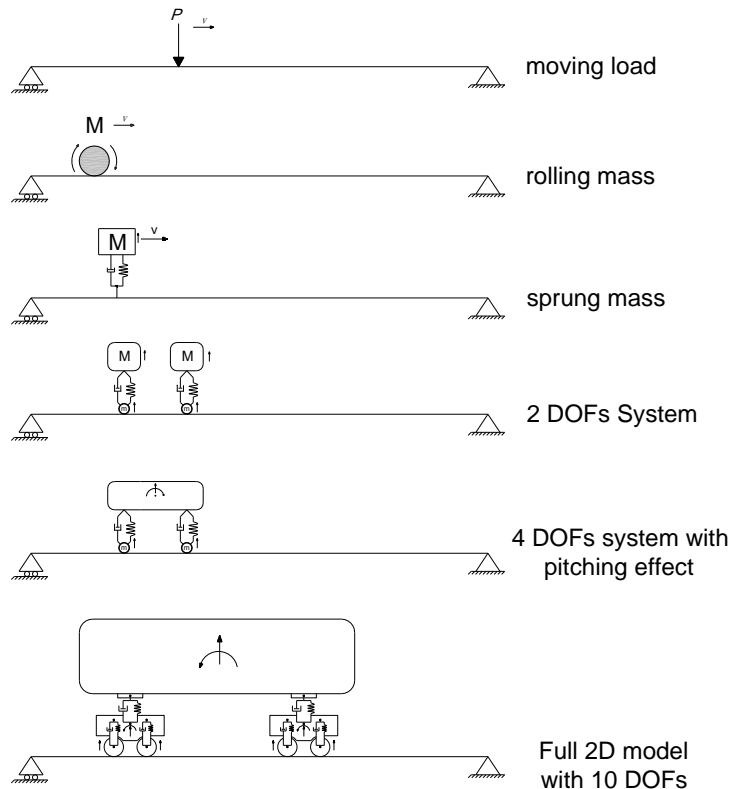 P v
moving load
M v
rolling mass
M v
sprung mass
M M
m m
2 DOFs System
m m
4 DOFs system with
pitching effect
Full 2D model
with 10 DOFs